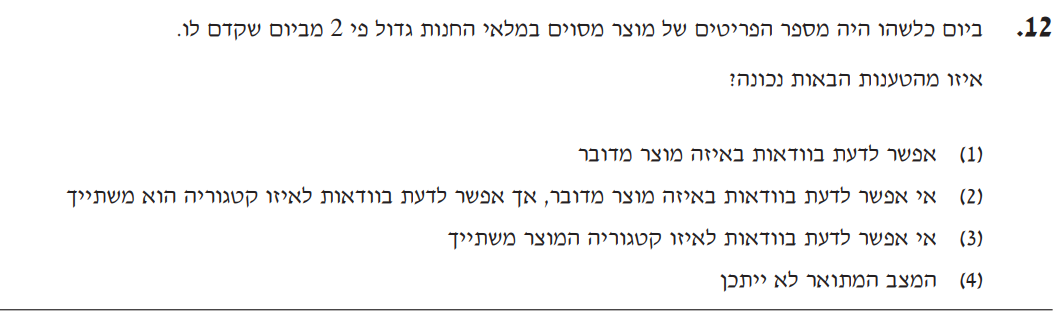 12. ביום כלשהו היה מספר הפריטים של מוצר מסוים במלאי החנות גדול פי 2 מביום שקדם לו.
איזו מהטענות הבאות נכונה?
(1) אפשר לדעת בוודאות באיזה מוצר מדובר
(2) אי אפשר לדעת בוודאות באיזה מוצר מדובר, אך אפשר לדעת בוודאות לאיזו קטגוריה הוא משתייך
(3) אי אפשר לדעת בוודאות לאיזו קטגוריה המוצר משתייך
(4) המצב המתואר לא ייתכן